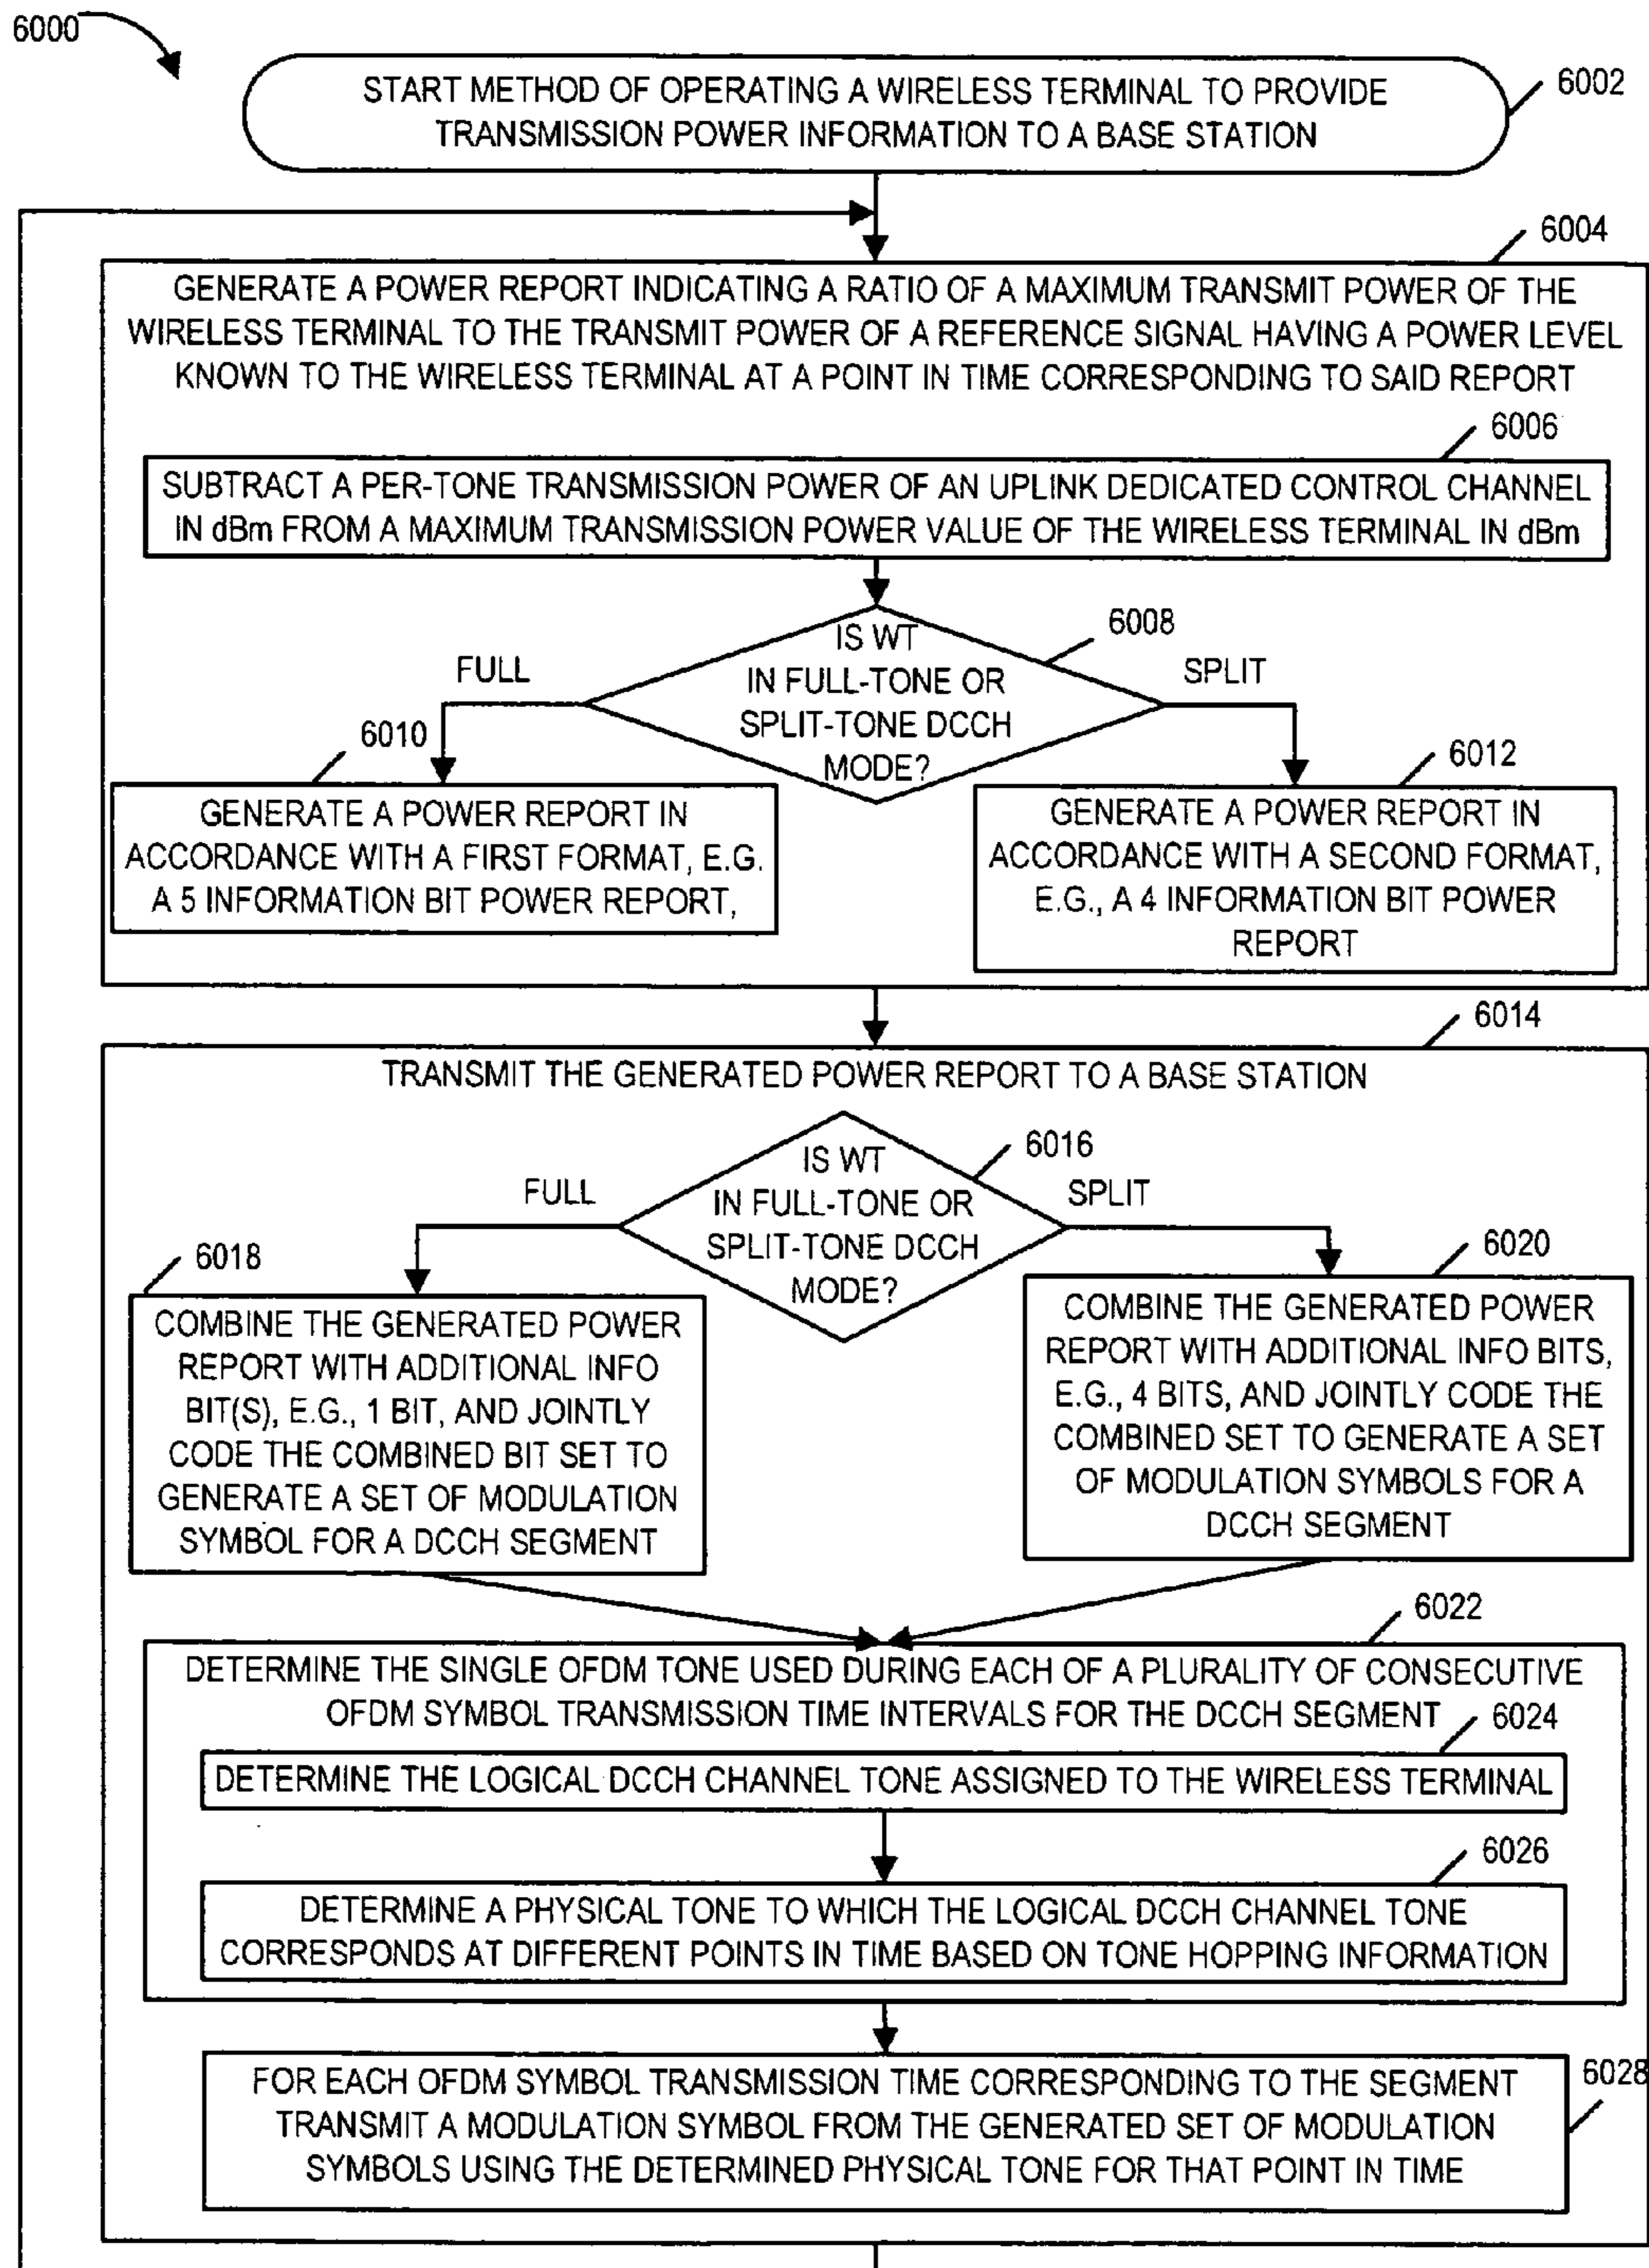 6000
START METHOD OF OPERATING A WIRELESS TERMINAL TO PROVIDE
TRANSMISSION POWER INFORMATION TO A BASE STATION
6002
6004
GENERATE A POWER REPORT INDICATING A RATIO OF A MAXIMUM TRANSMIT POWER OF THE
WIRELESS TERMINAL TO THE TRANSMIT POWER OF A REFERENCE SIGNAL HAVING A POWER LEVEL
KNOWN TO THE WIRELESS TERMINAL AT A POINT IN TIME CORRESPONDING TO SAID REPORT
6006
SUBTRACT A PER-TONE TRANSMISSION POWER OF AN UPLINK DEDICATED CONTROL CHANNEL
IN dBm FROM A MAXIMUM TRANSMISSION POWER VALUE OF THE WIRELESS TERMINAL IN dBm
6008
IS WT
IN FULL-TONE OR
SPLIT-TONE DCCH
MODE?
FULL
SPLIT
6010
GENERATE A POWER REPORT IN
ACCORDANCE WITH A FIRST FORMAT, E.G.
A 5 INFORMATION BIT POWER REPORT,
6012
GENERATE A POWER REPORT IN
ACCORDANCE WITH A SECOND FORMAT,
E.G., A 4 INFORMATION BIT POWER
REPORT
6014
TRANSMIT THE GENERATED POWER REPORT TO A BASE STATION
6016
IS WT
IN FULL-TONE OR
SPLIT-TONE DCCH
MODE?
FULL
SPLIT
6018
COMBINE THE GENERATED POWER
REPORT WITH ADDITIONAL INFO
BIT(S), E.G., 1 BIT, AND JOINTLY
CODE THE COMBINED BIT SET TO
GENERATE A SET OF MODULATION
SYMBOL FOR A DCCH SEGMENT
6020
COMBINE THE GENERATED POWER
REPORT WITH ADDITIONAL INFO BITS,
E.G., 4 BITS, AND JOINTLY CODE THE
COMBINED SET TO GENERATE A SET
OF MODULATION SYMBOLS FOR A
DCCH SEGMENT
6022
DETERMINE THE SINGLE OFDM TONE USED DURING EACH OF A PLURALITY OF CONSECUTIVE
OFDM SYMBOL TRANSMISSION TIME INTERVALS FOR THE DCCH SEGMENT
6024
DETERMINE THE LOGICAL DCCH CHANNEL TONE ASSIGNED TO THE WIRELESS TERMINAL
6026
DETERMINE A PHYSICAL TONE TO WHICH THE LOGICAL DCCH CHANNEL TONE
CORRESPONDS AT DIFFERENT POINTS IN TIME BASED ON TONE HOPPING INFORMATION
6028
FOR EACH OFDM SYMBOL TRANSMISSION TIME CORRESPONDING TO THE SEGMENT
TRANSMIT A MODULATION SYMBOL FROM THE GENERATED SET OF MODULATION
SYMBOLS USING THE DETERMINED PHYSICAL TONE FOR THAT POINT IN TIME